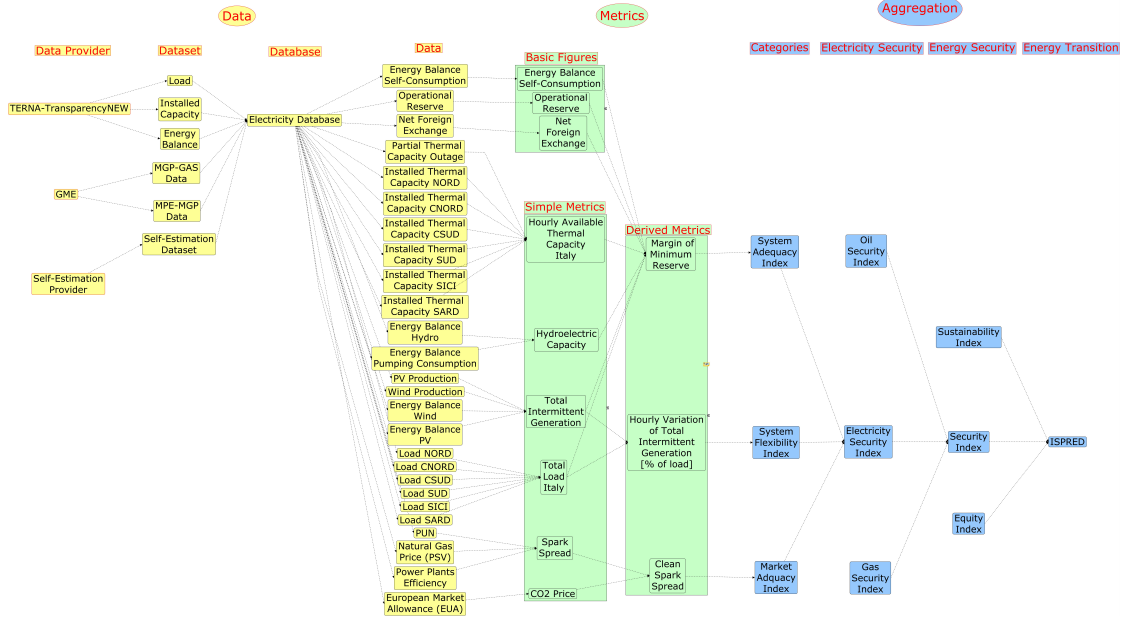 Data
Metrics
Aggregation
Data Provider
Dataset
Database
Data
Categories
Electricity Security
Energy Security
Energy Transition
TERNA-TransparencyNEW
GME
Self-Estimation
Provider
Load
Installed
Capacity
Energy
Balance
MGP-GAS
Data
MPE-MGP
Data
Self-Estimation
Dataset
Electricity Database
Energy Balance
Self-Consumption
Operational
Reserve
Net Foreign
Exchange
Partial Thermal
Capacity Outage
Installed Thermal
Capacity NORD
Installed Thermal
Capacity CNORD
Installed Thermal
Capacity CSUD
Installed Thermal
Capacity SUD
Installed Thermal
Capacity SICI
Installed Thermal
Capacity SARD
Energy Balance
Hydro
Energy Balance
Pumping Consumption
PV Production
Wind Production
Energy Balance
Wind
Energy Balance
PV
Load NORD
Load CNORD
Load CSUD
Load SUD
Load SICI
Load SARD
PUN
Natural Gas
Price (PSV)
Power Plants
Efficiency
European Market
Allowance (EUA)
Basic Figures
Energy Balance
Self-Consumption
Operational
Reserve
Net
Foreign
Exchange
Simple Metrics
Hourly Available
Thermal
Capacity
Italy
Hydroelectric
Capacity
Total
Intermittent
Generation
Total
Load
Italy
Spark
Spread
CO2 Price
Derived Metrics
Margin of
Minimum
Reserve
Hourly Variation
of Total
Intermittent
Generation
[% of load]
Clean
Spark
Spread
System
Adequacy
Index
System
Flexibility
Index
Market
Adquacy
Index
Oil
Security
Index
Electricity
Security
Index
Gas
Security
Index
Sustainability
Index
Security
Index
Equity
Index
ISPRED